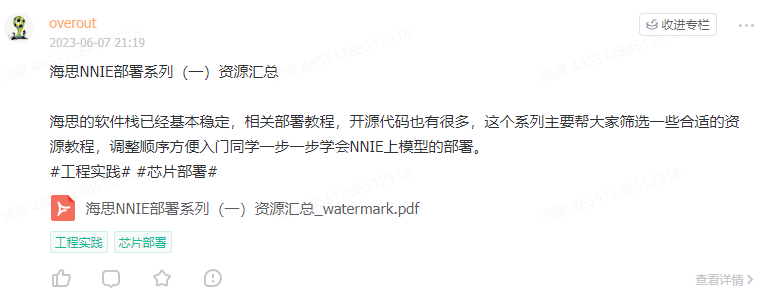 overout
收进专栏
2023-06-07 21:19
海思NNIE部署系列（一）资源汇总
海思的软件栈已经基本稳定，相关部署教程，开源代码也有很多，这个系列主要帮大家筛选一些合适的资
源教程，调整顺序方便入门同学一步一步学会NNIE上模型的部署。
#工程实践# #芯片部署#
海思NNIE部署系列（一）资源汇总_watermark.pdf
工程实践 芯片部署
查看详情